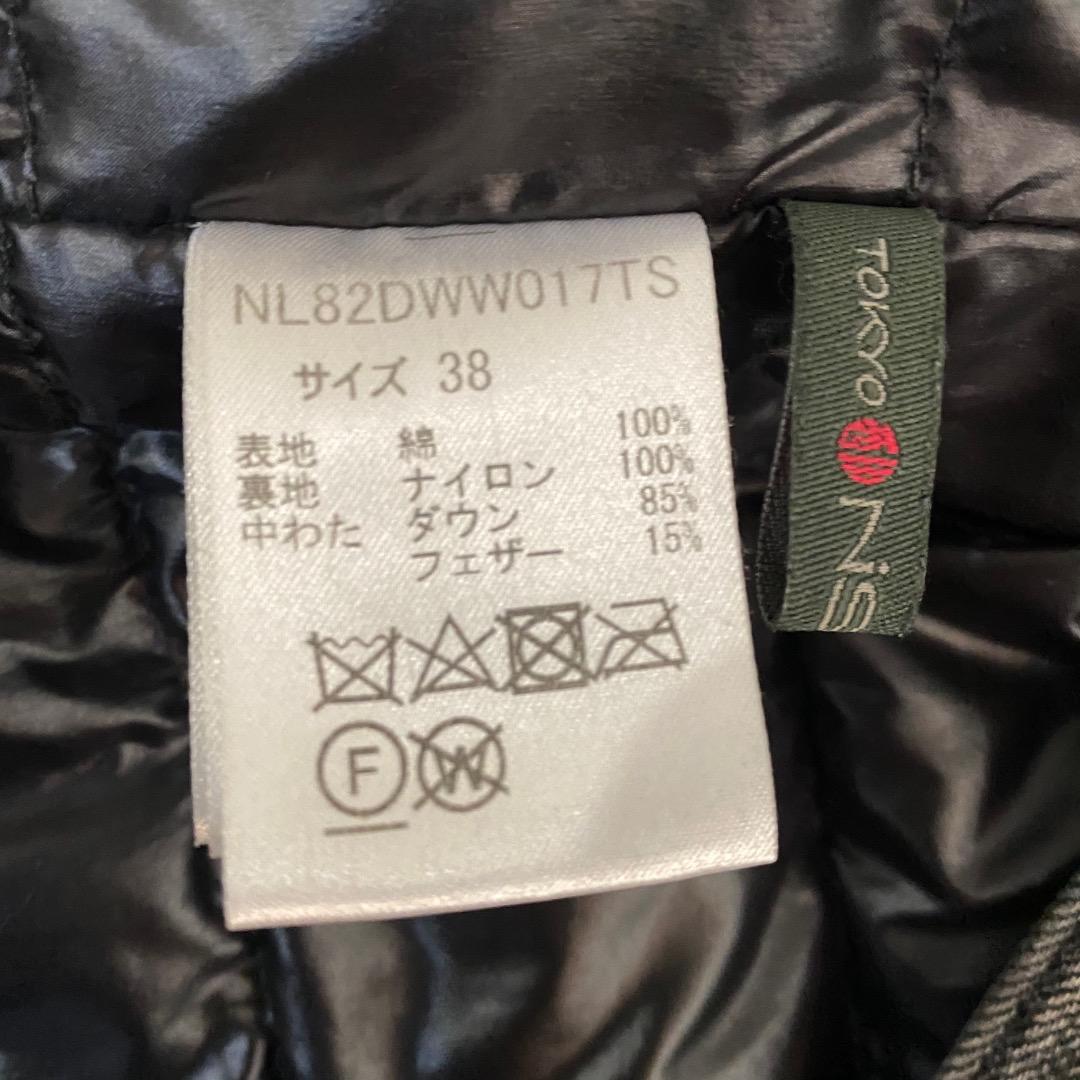 NL82DWW017TS
サイズ 38
表地 綿 100%
裏地 ナイロン 100%
中わた ダウン 85%
フェザー 15%
F
W
TOKYO